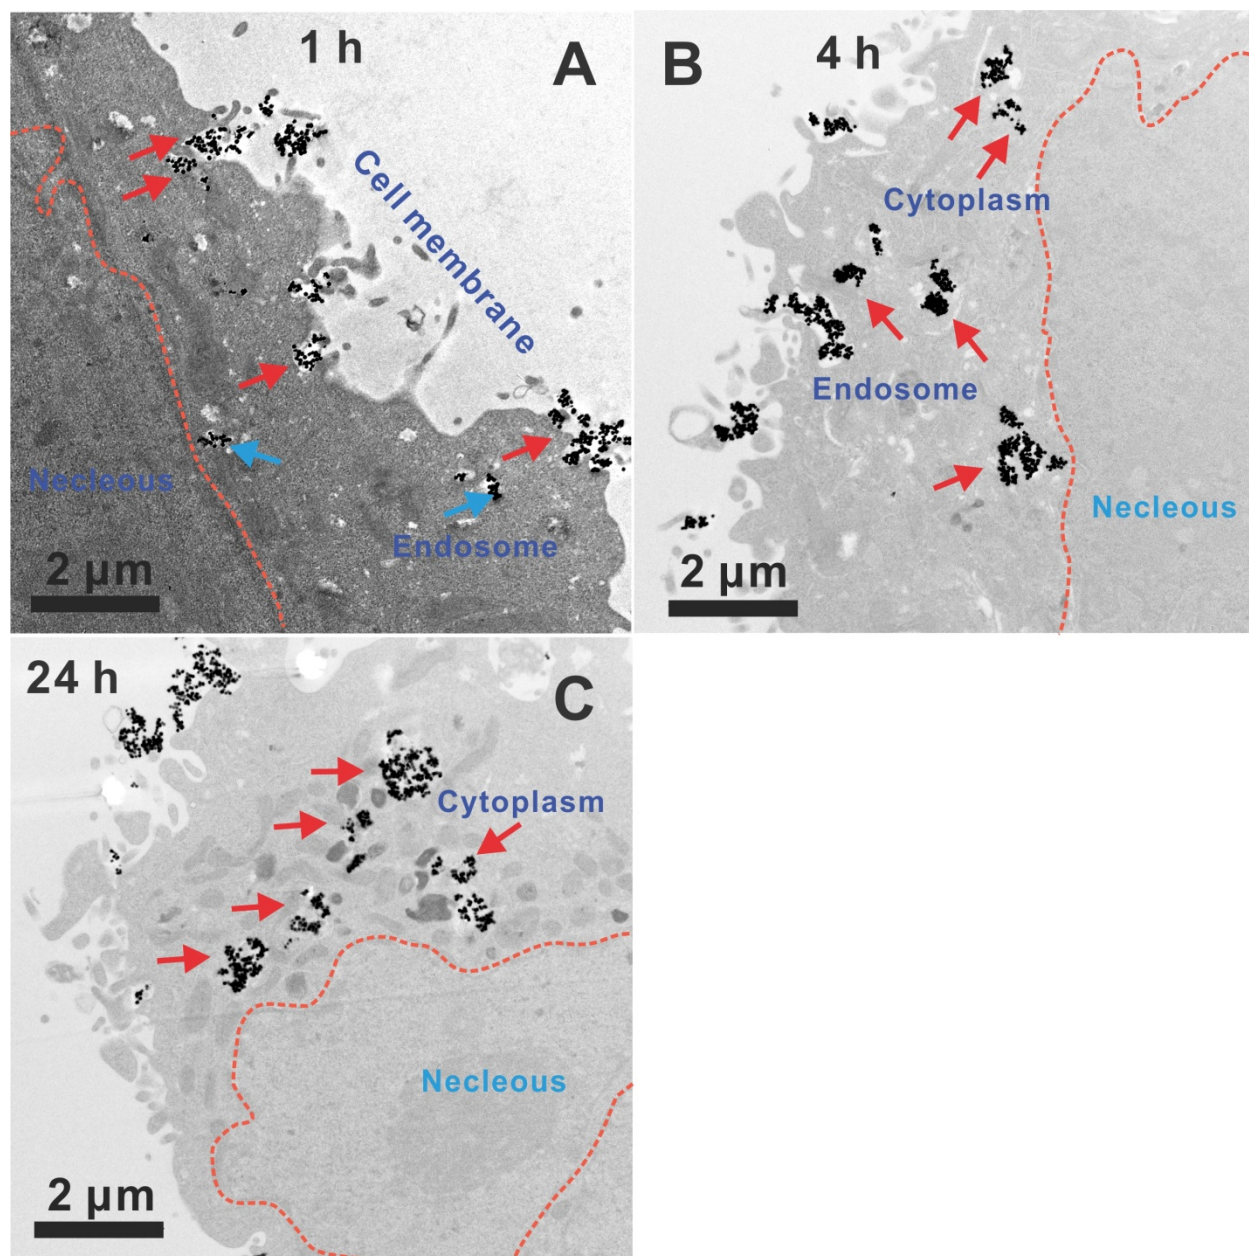 1 h
A
Cell membrane
Necleous
Endosome
2 µm
B
4 h
Cytoplasm
Endosome
Necleous
2 µm
24 h
C
Cytoplasm
Necleous
2 µm